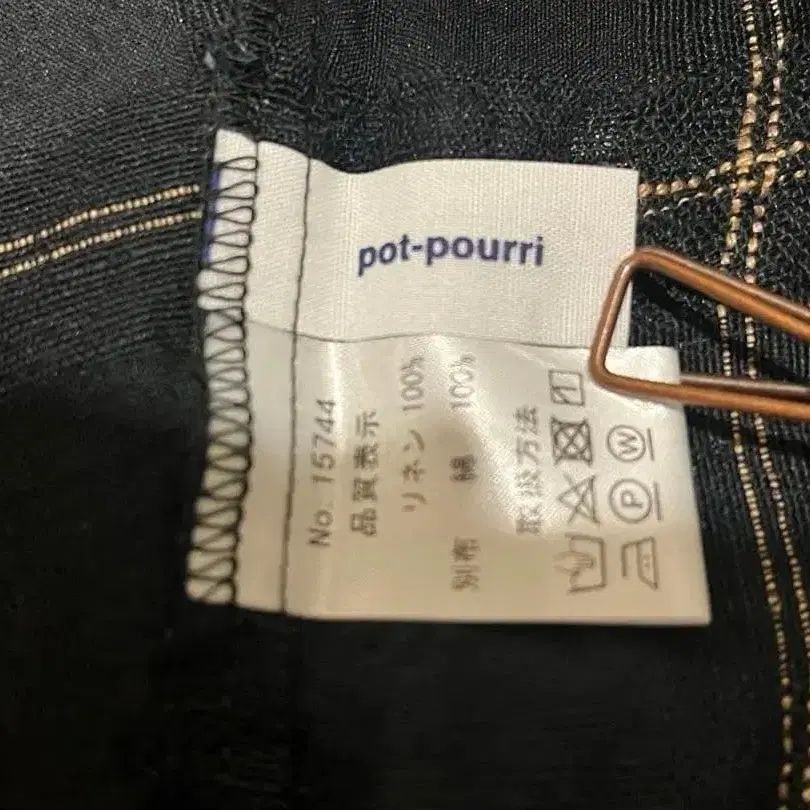 pot-pourri
No. 15744
品質表示
リネン 100%
別布 綿 100%
取扱方法
W
P